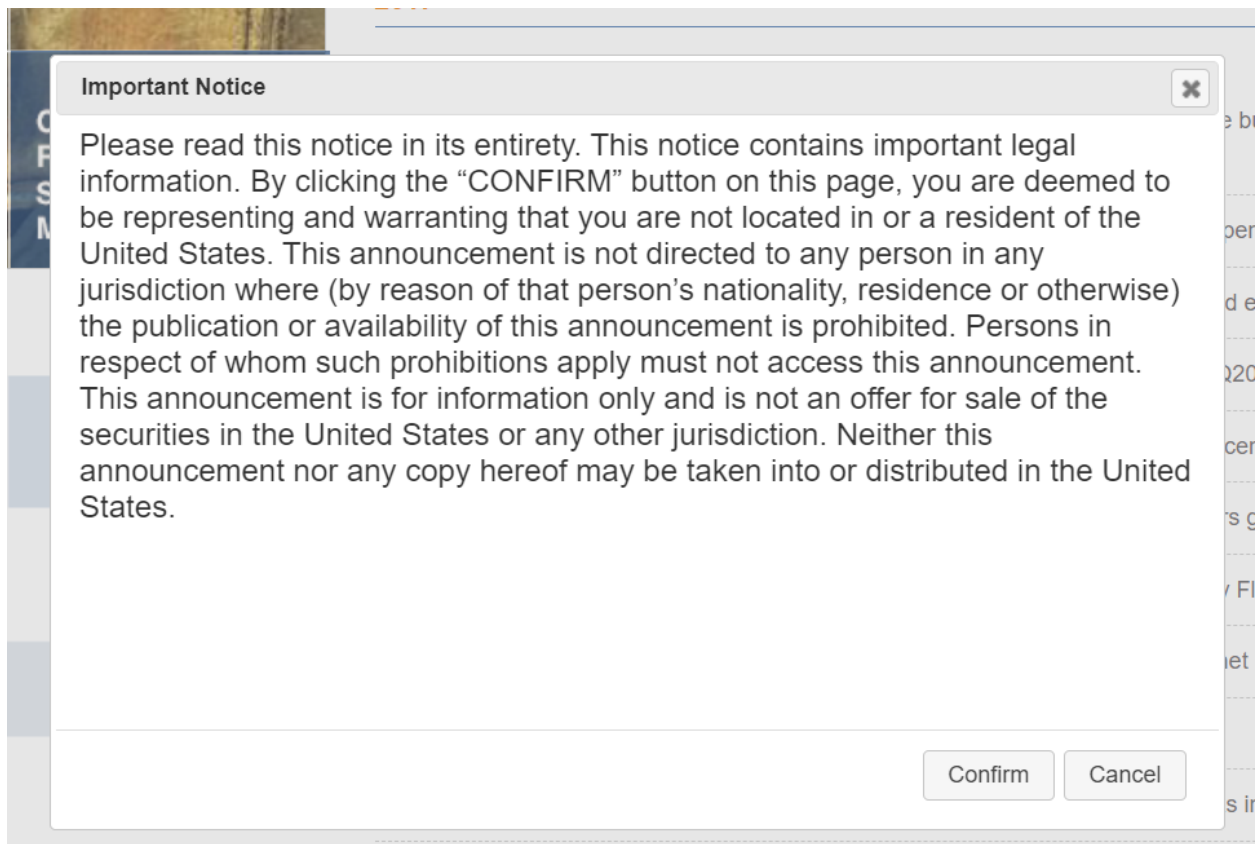 Important Notice
Please read this notice in its entirety. This notice contains important legal
information. By clicking the “CONFIRM” button on this page, you are deemed to
be representing and warranting that you are not located in or a resident of the
United States. This announcement is not directed to any person in any
jurisdiction where (by reason of that person’s nationality, residence or otherwise)
the publication or availability of this announcement is prohibited. Persons in
respect of whom such prohibitions apply must not access this announcement.
This announcement is for information only and is not an offer for sale of the
securities in the United States or any other jurisdiction. Neither this
announcement nor any copy hereof may be taken into or distributed in the United
States.
Confirm Cancel